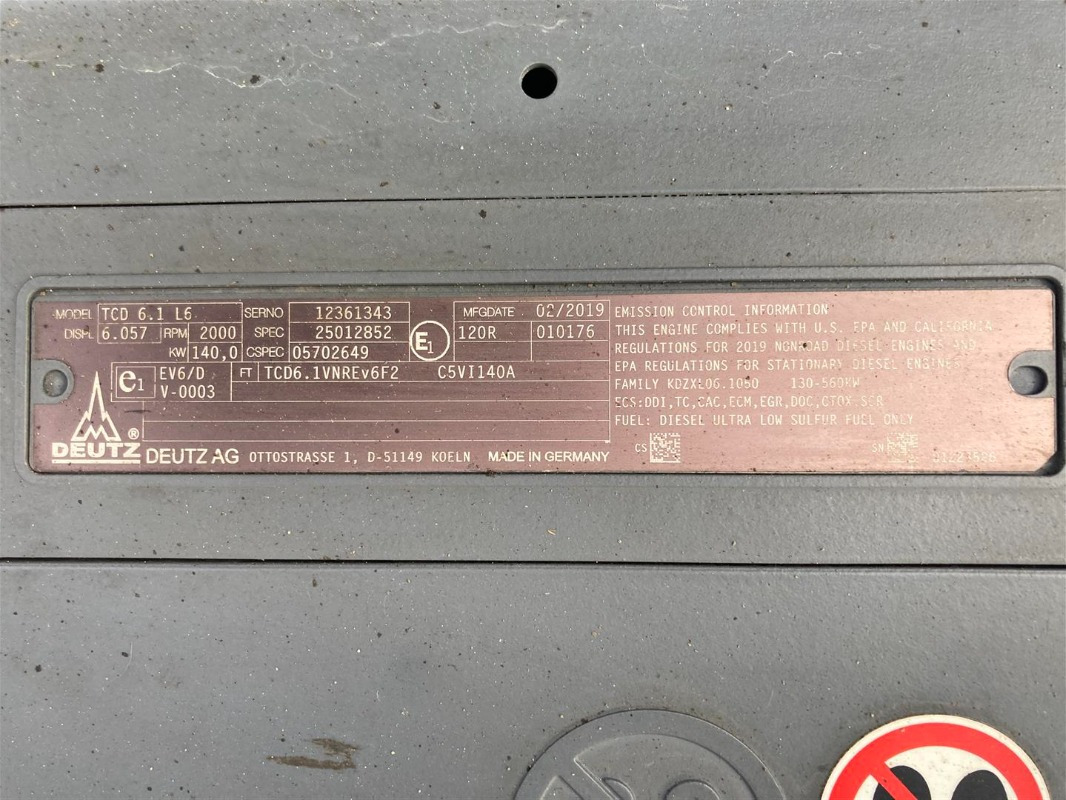 MODEL TCD 6.1 L6 SERNO 12361343 MFGDATE 02/2019
DISPL 6.057 RPM 2000 SPEC 25012852 E1 120R 010176
KW 140,0 CSPEC 05702649
e1 EV6/D FT TCD6.1VNREv6F2 C5VI140A
V-0003
DEUTZ ®
DEUTZ AG OTTOSTRASSE 1, D-51149 KOELN MADE IN GERMANY
EMISSION CONTROL INFORMATION
THIS ENGINE COMPLIES WITH U.S. EPA AND CALIFORNIA
REGULATIONS FOR 2019 NONROAD DIESEL ENGINES AND
EPA REGULATIONS FOR STATIONARY DIESEL ENGINES
FAMILY 130-560KW
ECS:DDI,TC,CAC,ECM,EGR,DOC,CTOX,SCR
FUEL: DIESEL ULTRA LOW SULFUR FUEL ONLY
CS SN